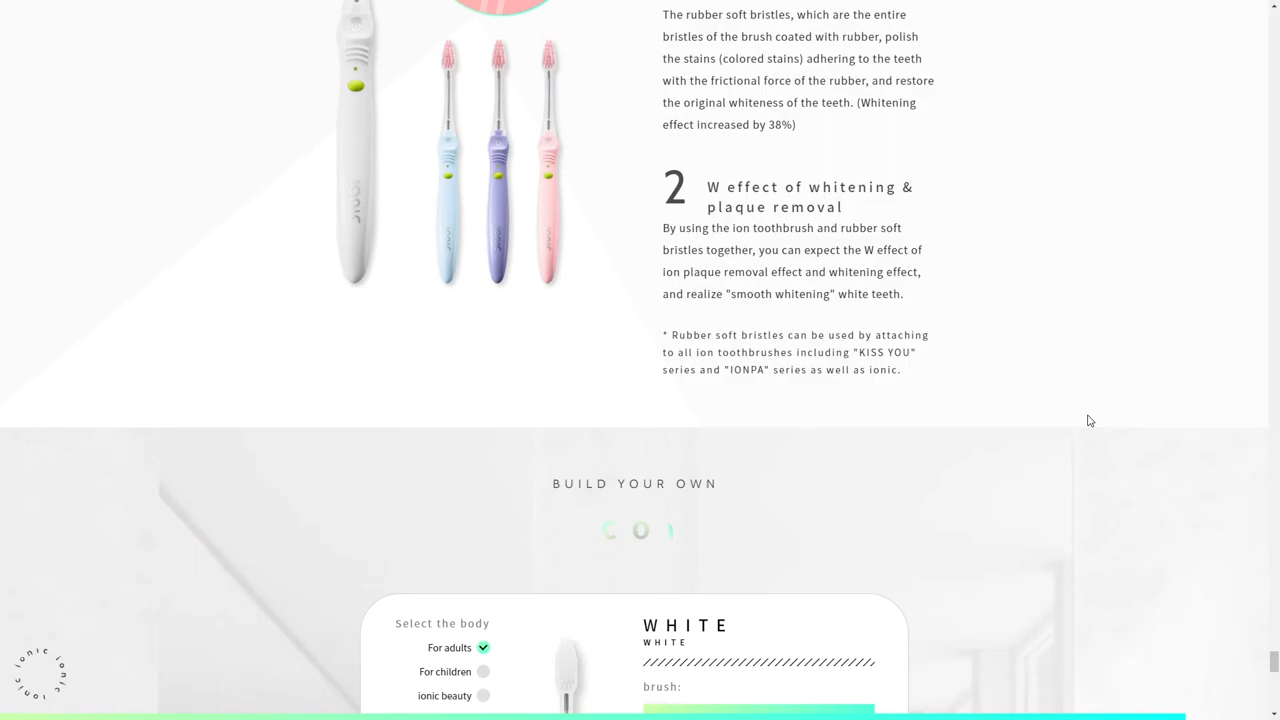 The rubber soft bristles, which are the entire
bristles of the brush coated with rubber, polish
the stains (colored stains) adhering to the teeth
with the frictional force of the rubber, and restore
the original whiteness of the teeth. (Whitening
effect increased by 38%)
2
W effect of whitening &
plaque removal
By using the ion toothbrush and rubber soft
bristles together, you can expect the W effect of
ion plaque removal effect and whitening effect,
and realize "smooth whitening" white teeth.
* Rubber soft bristles can be used by attaching
to all ion toothbrushes including "KISS YOU"
series and "IONPA" series as well as ionic.
BUILD YOUR OWN
Select the body
For adults
For children
ionic beauty
WHITE
WHITE
brush:
ionic ionic ionic